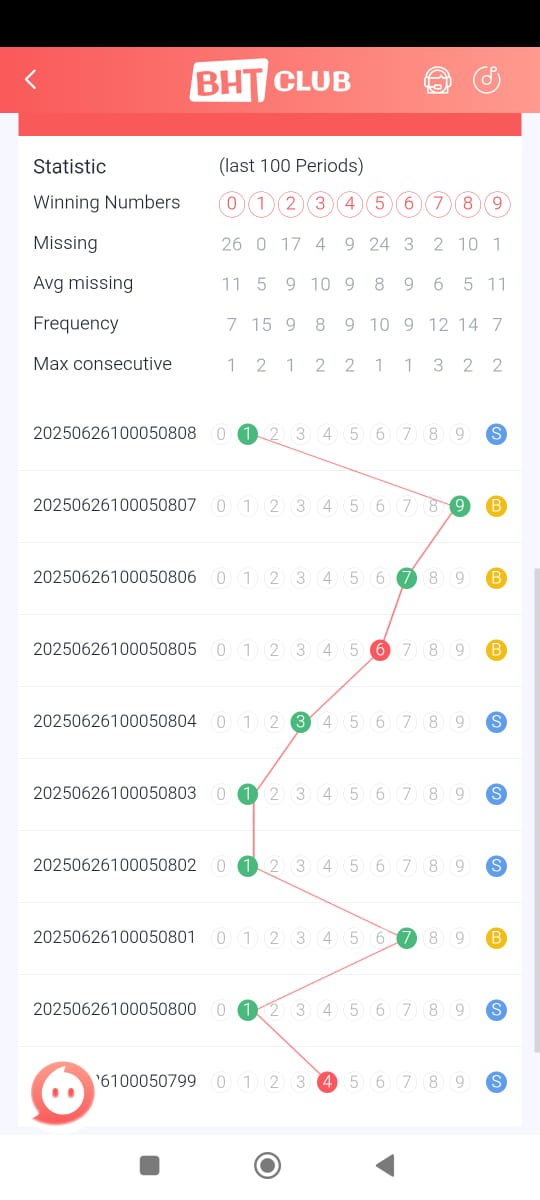 BHT CLUB
Statistic (last 100 Periods)
Winning Numbers 0 1 2 3 4 5 6 7 8 9
Missing 26 0 17 4 9 24 3 2 10 1
Avg missing 11 5 9 10 9 8 9 6 5 11
Frequency 7 15 9 8 9 10 9 12 14 7
Max consecutive 1 2 1 2 2 1 1 3 2 2
20250626100050808 0 1 2 3 4 5 6 7 8 9 S
20250626100050807 0 1 2 3 4 5 6 7 8 9 B
20250626100050806 0 1 2 3 4 5 6 7 8 9 B
20250626100050805 0 1 2 3 4 5 6 7 8 9 B
20250626100050804 0 1 2 3 4 5 6 7 8 9 S
20250626100050803 0 1 2 3 4 5 6 7 8 9 S
20250626100050802 0 1 2 3 4 5 6 7 8 9 S
20250626100050801 0 1 2 3 4 5 6 7 8 9 B
20250626100050800 0 1 2 3 4 5 6 7 8 9 S
6100050799 0 1 2 3 4 5 6 7 8 9 S